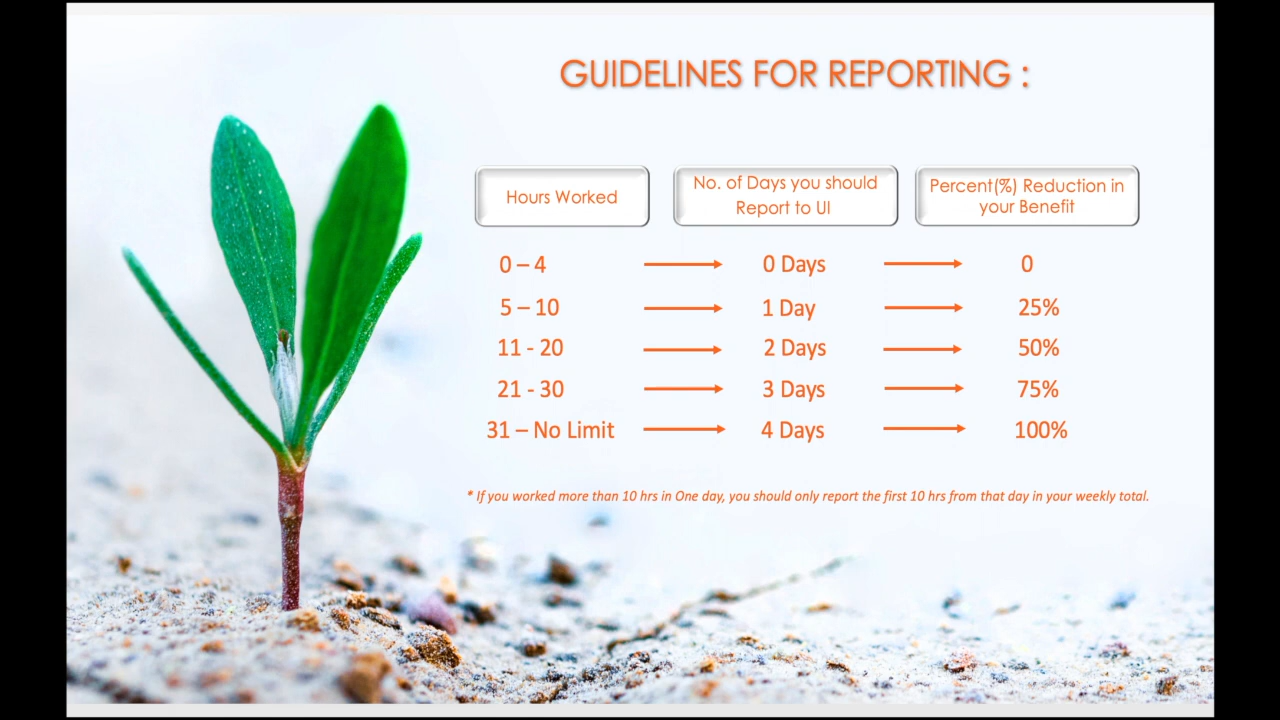 GUIDELINES FOR REPORTING :
Hours Worked
No. of Days you should
Report to UI
Percent(%) Reduction in
your Benefit
0 – 4 0 Days 0
5 – 10 1 Day 25%
11 - 20 2 Days 50%
21 - 30 3 Days 75%
31 – No Limit 4 Days 100%
* If you worked more than 10 hrs in One day, you should only report the first 10 hrs from that day in your weekly total.